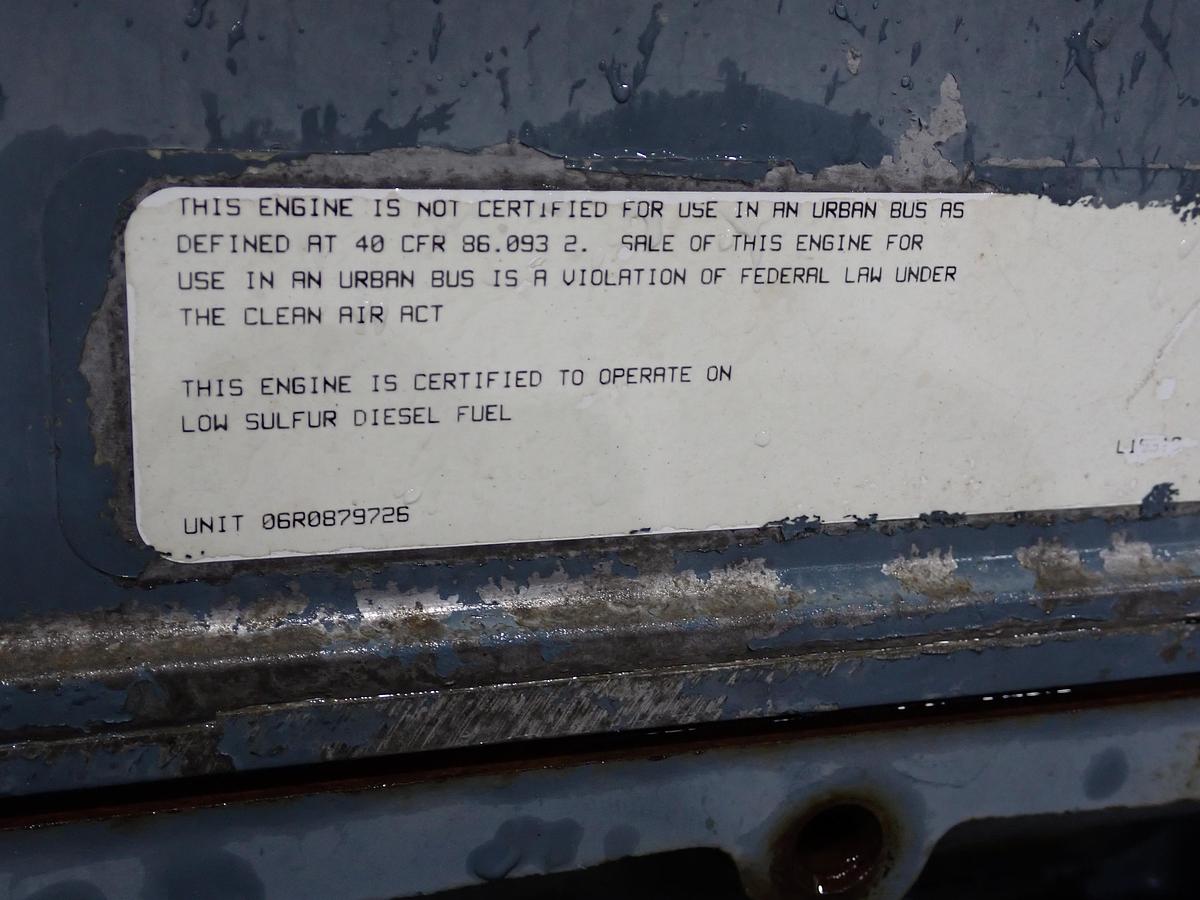 THIS ENGINE IS NOT CERTIFIED FOR USE IN AN URBAN BUS AS
DEFINED AT 40 CFR 86.093 2. SALE OF THIS ENGINE FOR
USE IN AN URBAN BUS IS A VIOLATION OF FEDERAL LAW UNDER
THE CLEAN AIR ACT
THIS ENGINE IS CERTIFIED TO OPERATE ON
LOW SULFUR DIESEL FUEL
UNIT 06R0879726